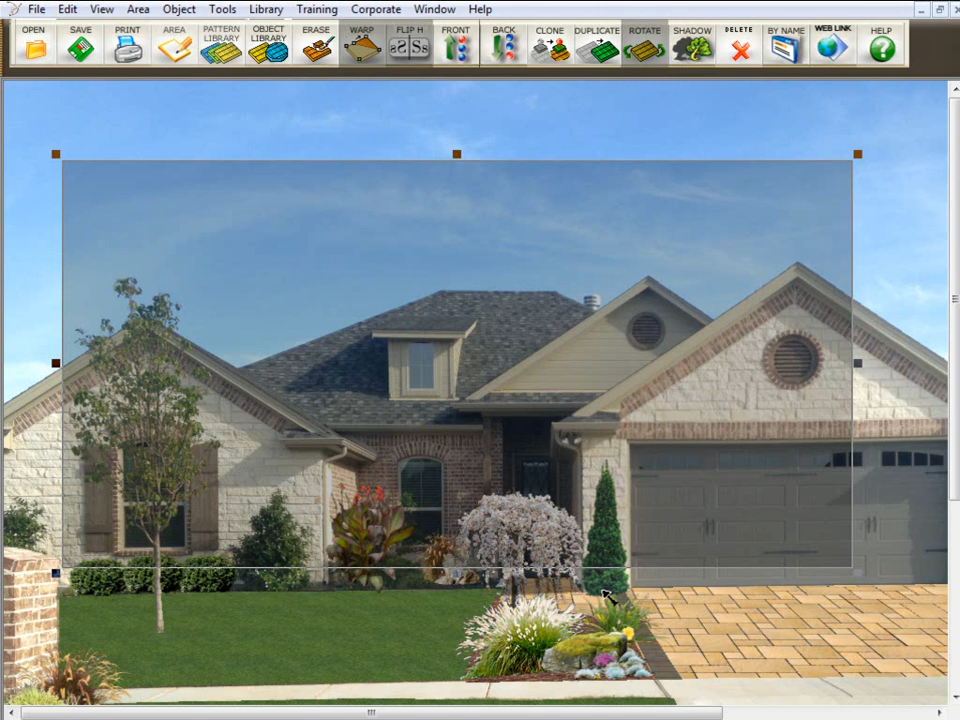 File Edit View Area Object Tools Library Training Corporate Window Help
OPEN SAVE PRINT AREA PATTERN LIBRARY OBJECT LIBRARY ERASE WARP FLIP H FRONT BACK CLONE DUPLICATE ROTATE SHADOW DELETE BY NAME WEB LINK HELP